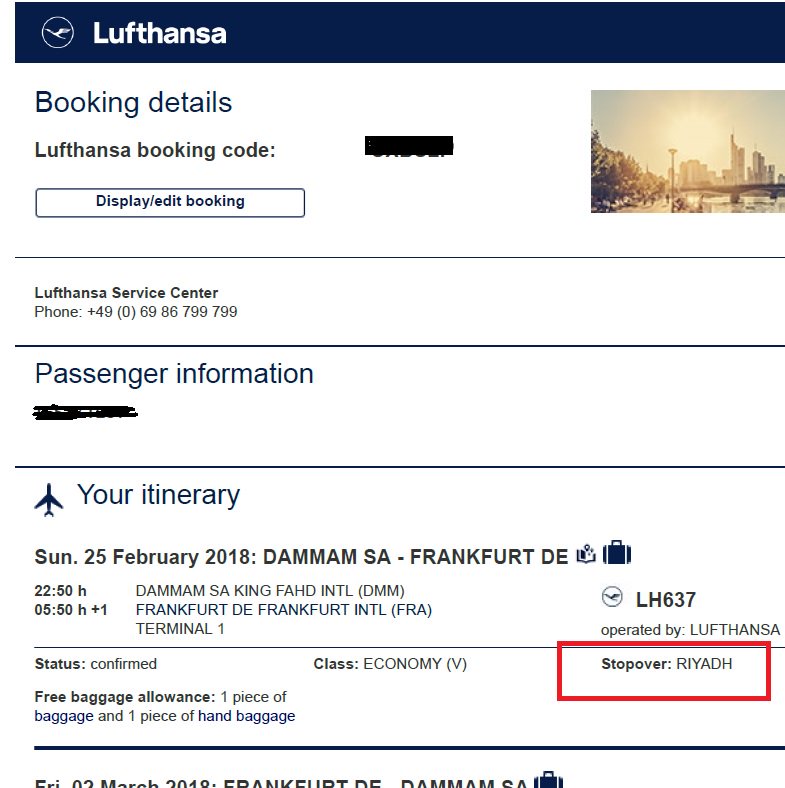 Lufthansa
Booking details
Lufthansa booking code:
Display/edit booking
Lufthansa Service Center
Phone: +49 (0) 69 86 799 799
Passenger information
Your itinerary
Sun. 25 February 2018: DAMMAM SA - FRANKFURT DE
22:50 h DAMMAM SA KING FAHD INTL (DMM)
05:50 h +1 FRANKFURT DE FRANKFURT INTL (FRA)
TERMINAL 1
LH637
operated by: LUFTHANSA
Status: confirmed Class: ECONOMY (V) Stopover: RIYADH
Free baggage allowance: 1 piece of
baggage and 1 piece of hand baggage
Fri. 02 March 2018: FRANKFURT DE - DAMMAM SA